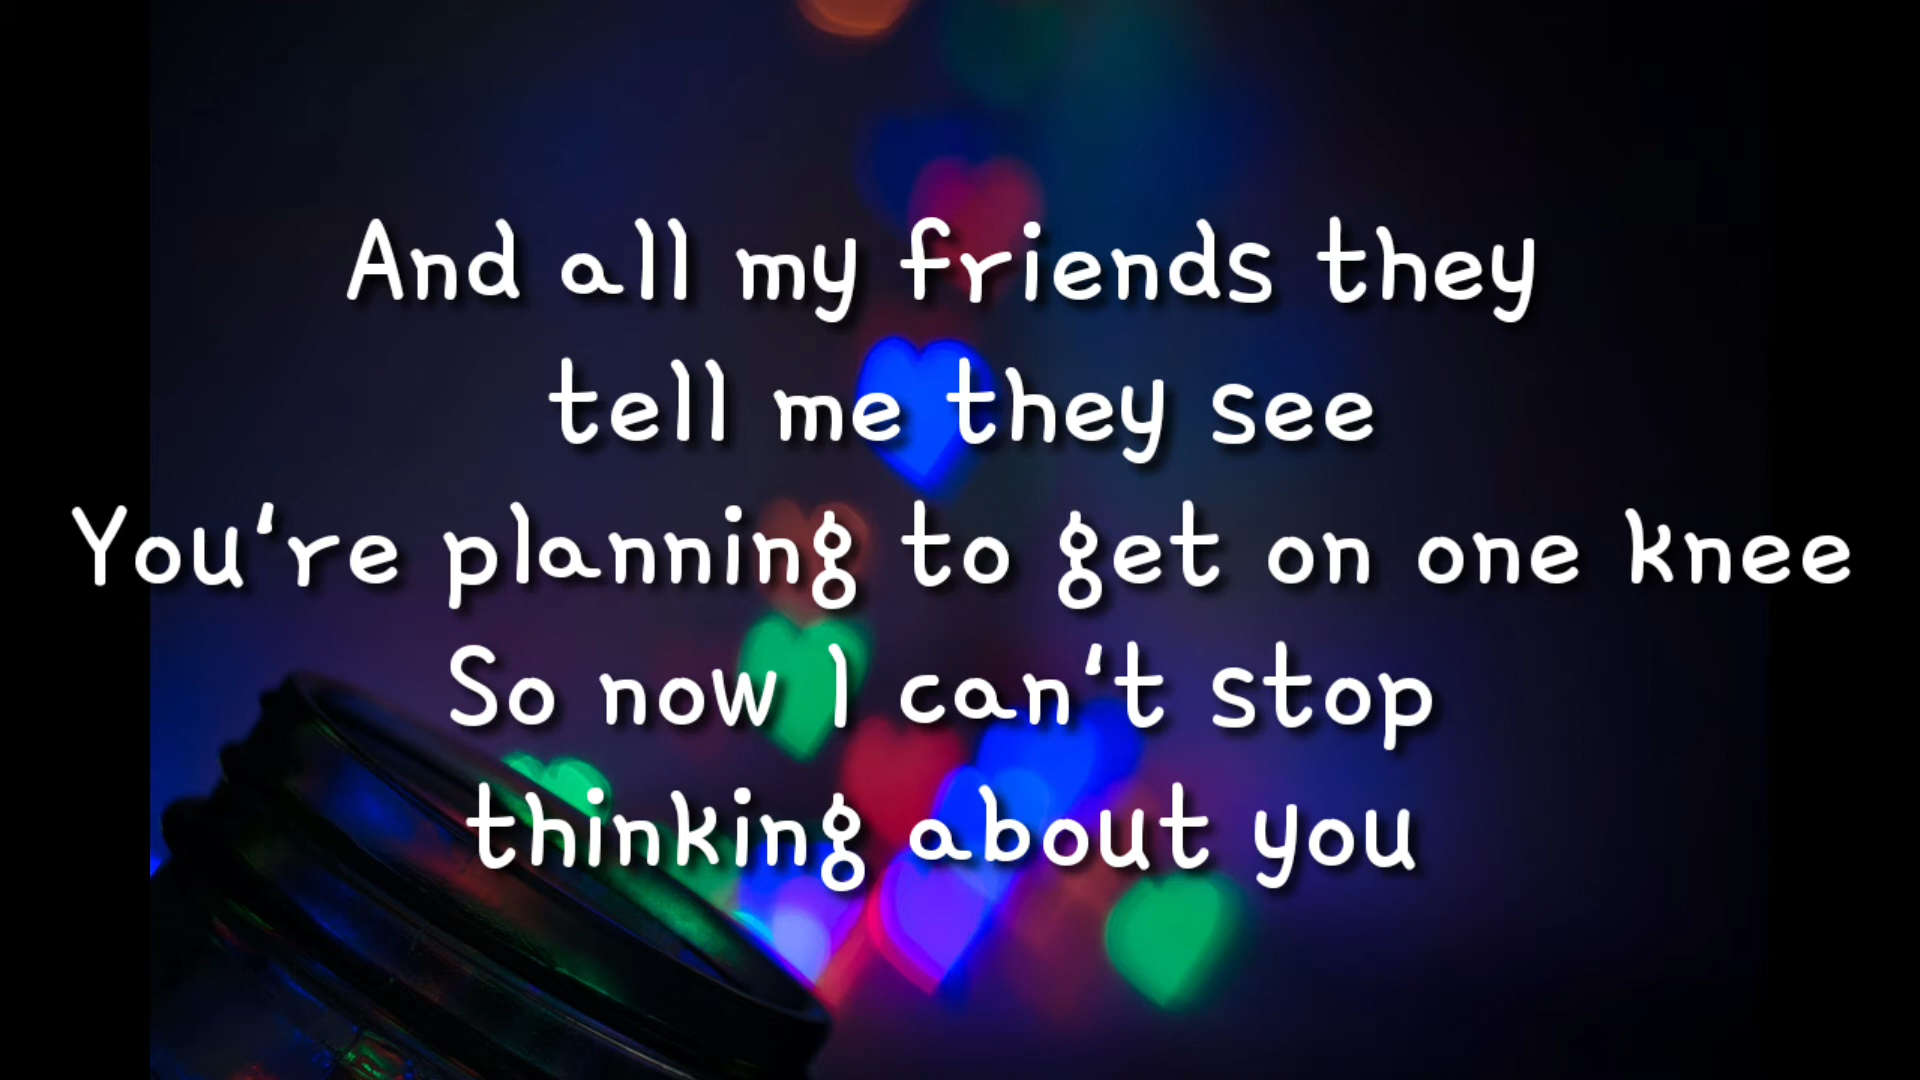 And all my friends they
tell me they see
You're planning to get on one knee
So now I can't stop
thinking about you